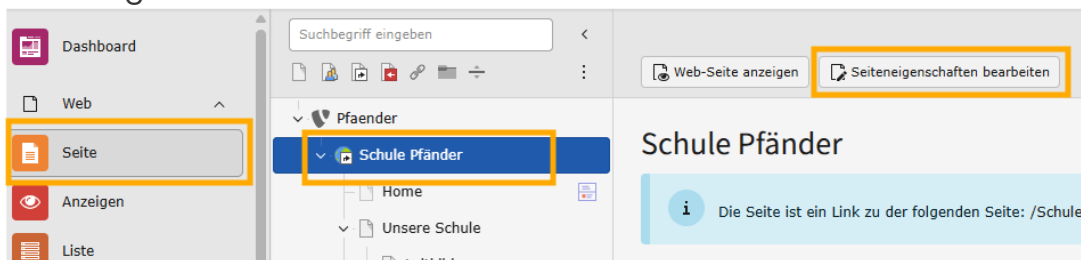 Dashboard
Web
Seite
Anzeigen
Liste
Suchbegriff eingeben
Pfaender
Schule Pfänder
Home
Unsere Schule
Web-Seite anzeigen
Seiteneigenschaften bearbeiten
Schule Pfänder
i Die Seite ist ein Link zu der folgenden Seite: /Schule